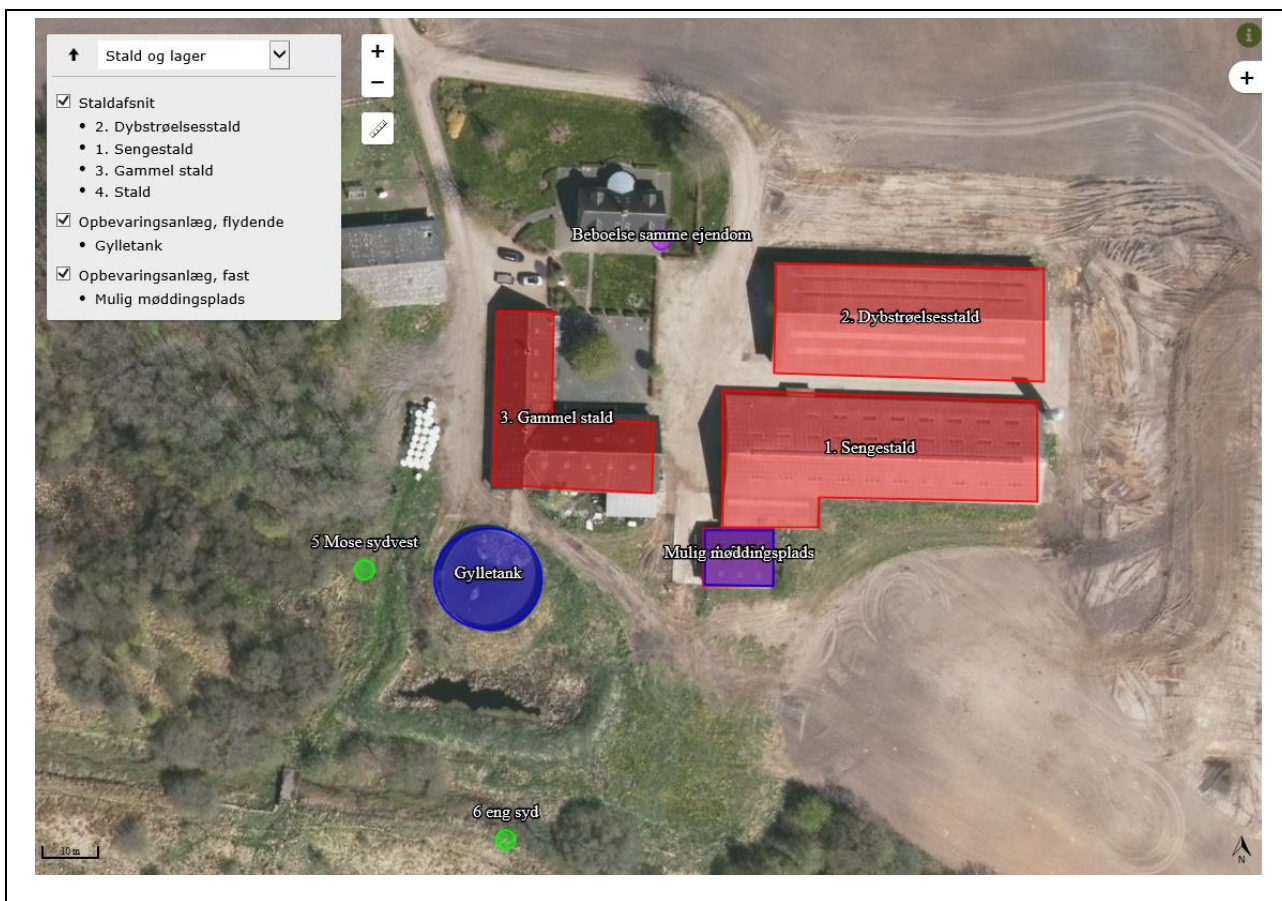 Stald og lager
Staldafsnit
2. Dybstrøelsesstald
1. Sengestald
3. Gammel stald
4. Stald
Opbevaringsanlæg, flydende
Gylletank
Opbevaringsanlæg, fast
Mulig møddingsplads
+
−
i
+
Beboelse samme ejendom
2. Dybstrøelsesstald
3. Gammel stald
1. Sengestald
5 Mose sydvest
Gylletank
Mulig møddingsplads
6 eng syd
10 m
N